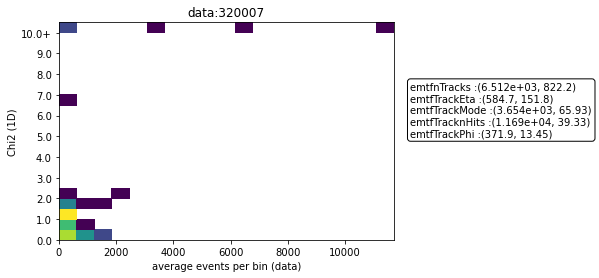 data:320007
10.0+
9.0
8.0
7.0
6.0
5.0
4.0
3.0
2.0
1.0
0.0
Chi2 (1D)
0 2000 4000 6000 8000 10000
average events per bin (data)
emtfnTracks :(6.512e+03, 822.2)
emtfTrackEta :(584.7, 151.8)
emtfTrackMode :(3.654e+03, 65.93)
emtfTracknHits :(1.169e+04, 39.33)
emtfTrackPhi :(371.9, 13.45)